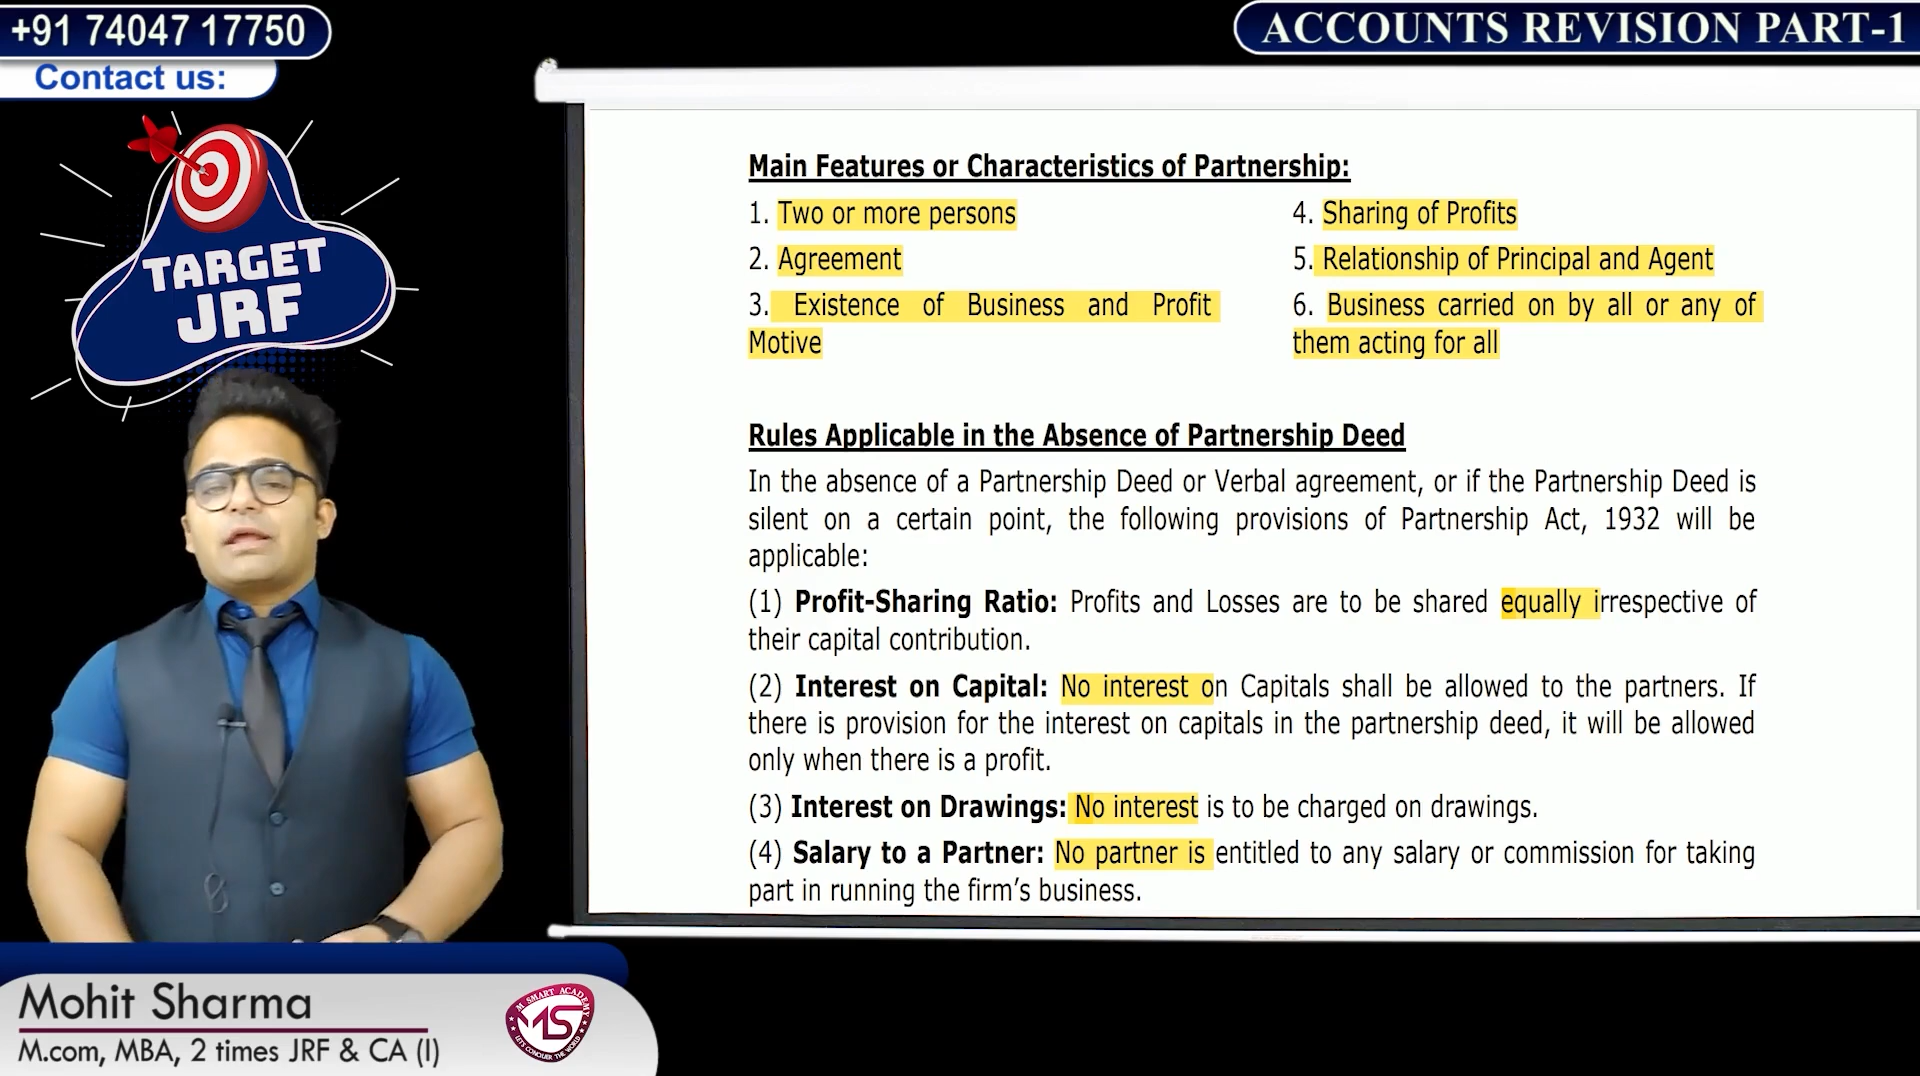 +91 74047 17750
Contact us:
ACCOUNTS REVISION PART-1
TARGET
JRF
Main Features or Characteristics of Partnership:
1. Two or more persons
2. Agreement
3. Existence of Business and Profit
Motive
4. Sharing of Profits
5. Relationship of Principal and Agent
6. Business carried on by all or any of
them acting for all
Rules Applicable in the Absence of Partnership Deed
In the absence of a Partnership Deed or Verbal agreement, or if the Partnership Deed is
silent on a certain point, the following provisions of Partnership Act, 1932 will be
applicable:
(1) Profit-Sharing Ratio: Profits and Losses are to be shared equally irrespective of
their capital contribution.
(2) Interest on Capital: No interest on Capitals shall be allowed to the partners. If
there is provision for the interest on capitals in the partnership deed, it will be allowed
only when there is a profit.
(3) Interest on Drawings: No interest is to be charged on drawings.
(4) Salary to a Partner: No partner is entitled to any salary or commission for taking
part in running the firm's business.
Mohit Sharma
M.com, MBA, 2 times JRF & CA (I)
M SMART ACADEMY
MS
LET'S CONQUER THE WORLD